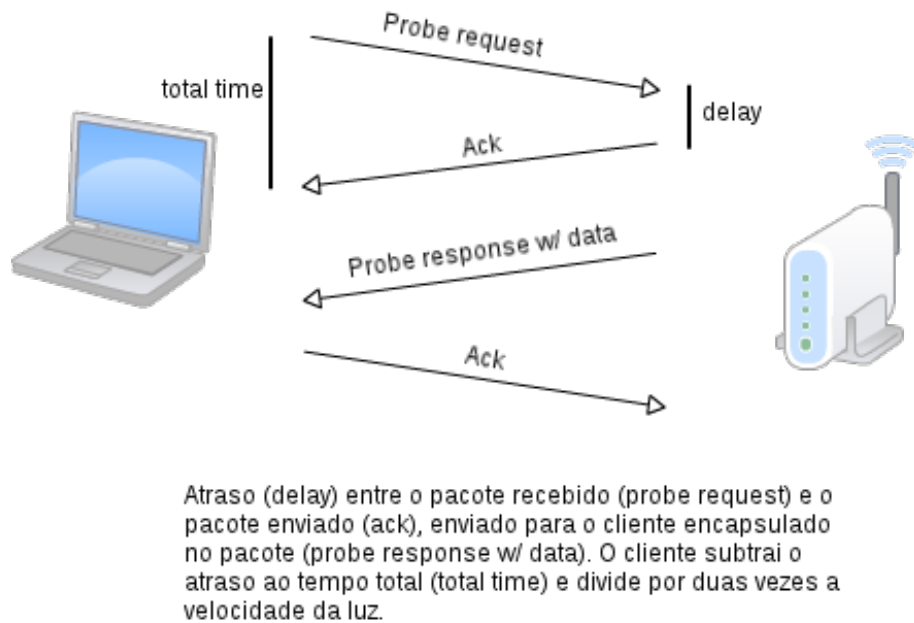 Probe request
total time
delay
Ack
Probe response w/ data
Ack
Atraso (delay) entre o pacote recebido (probe request) e o
pacote enviado (ack), enviado para o cliente encapsulado
no pacote (probe response w/ data). O cliente subtrai o
atraso ao tempo total (total time) e divide por duas vezes a
velocidade da luz.